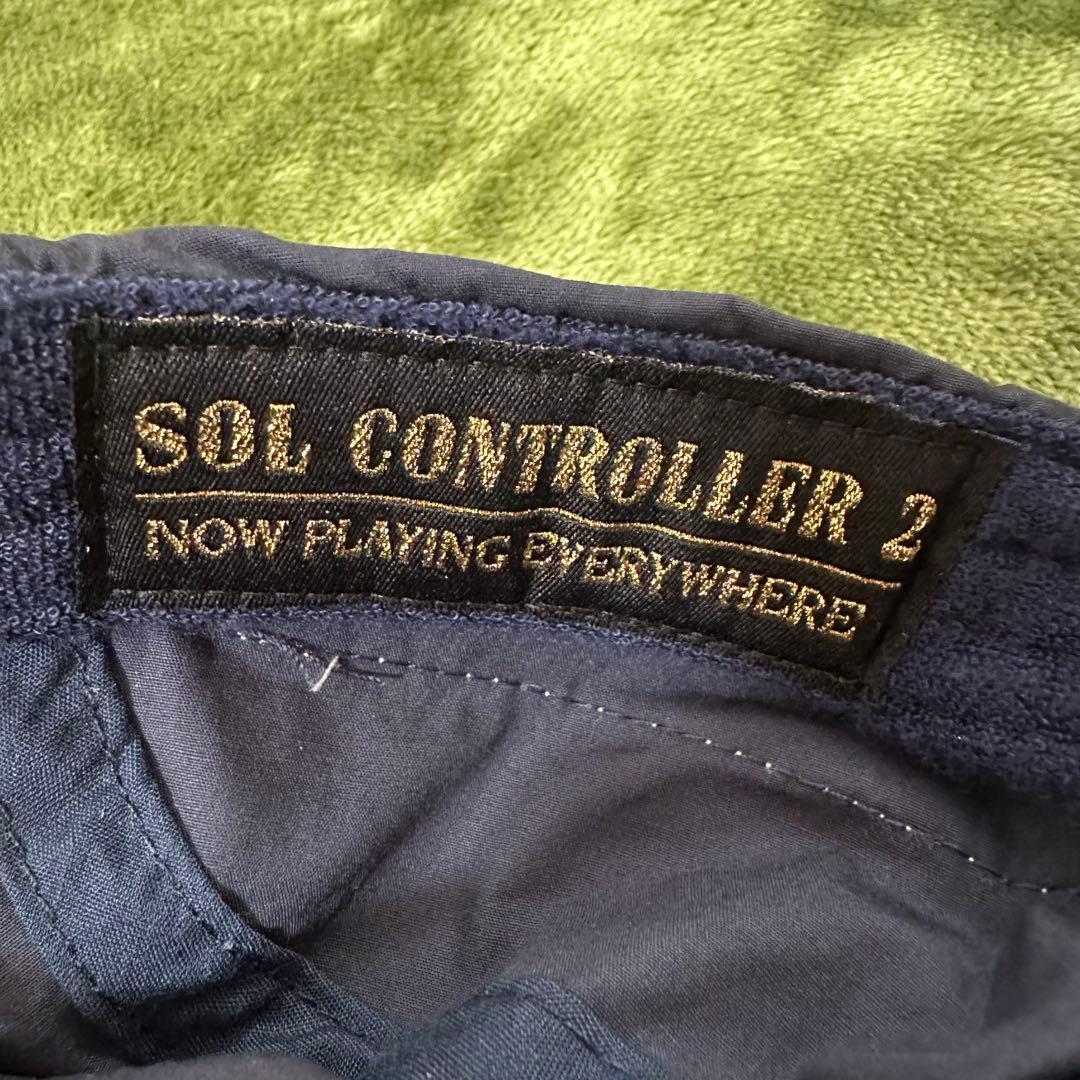 SOL CONTROLLER 2
NOW PLAYING EVERYWHERE